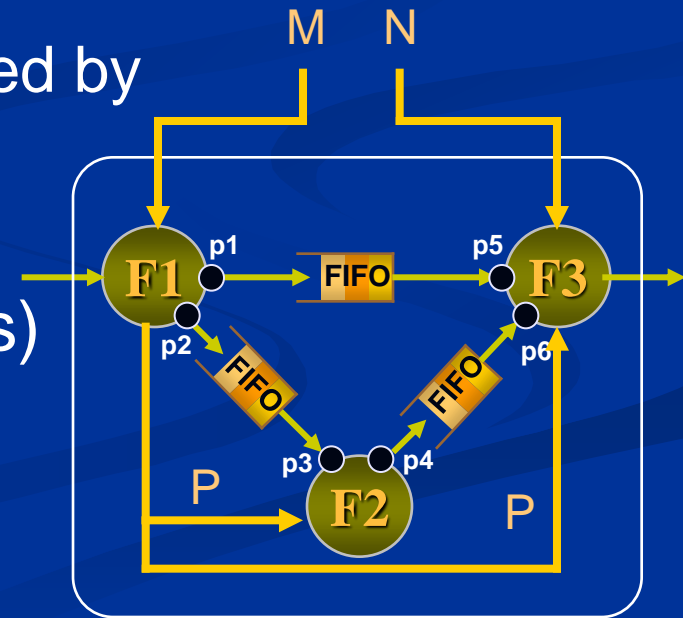 M N
ed by
p1 p5
F1 FIFO F3
s)
p2 p6
FIFO FIFO
p3 p4
P F2 P